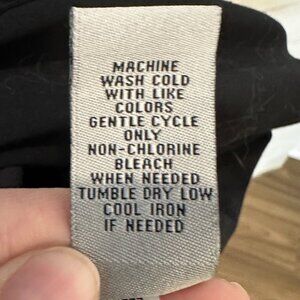 MACHINE
WASH COLD
WITH LIKE
COLORS
GENTLE CYCLE
ONLY
NON-CHLORINE
BLEACH
WHEN NEEDED
TUMBLE DRY LOW
COOL IRON
IF NEEDED